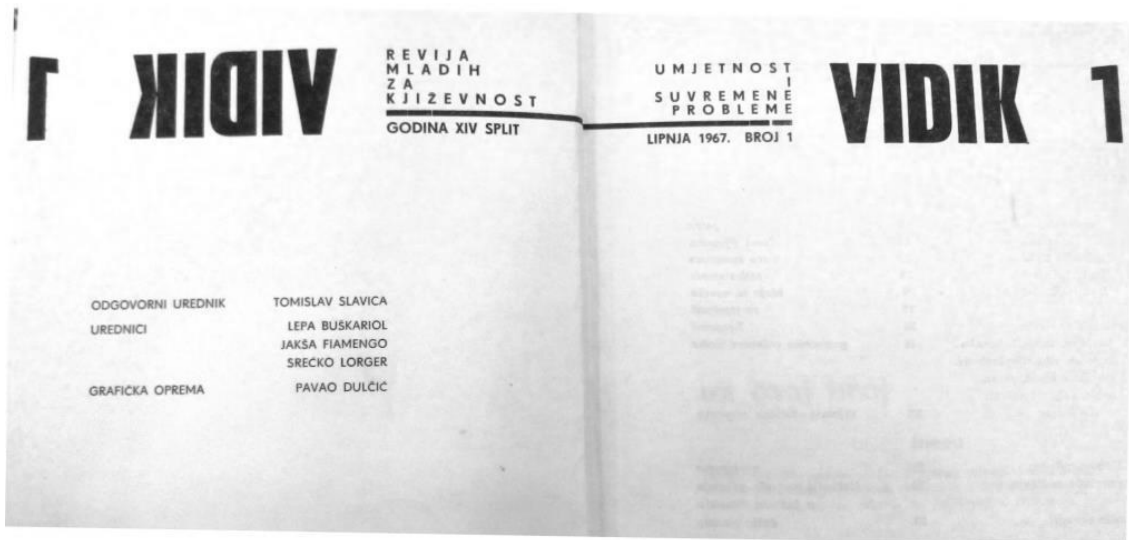 VIDIK 1
REVIJA
MLADIH
ZA
KJIŽEVNOST
GODINA XIV SPLIT
UMJETNOST
I
SUVREMENE
PROBLEME
LIPNJA 1967. BROJ 1
VIDIK 1
ODGOVORNI UREDNIK TOMISLAV SLAVICA
UREDNICI LEPA BUSKARIOL
JAKŠA FIAMENGO
SREĆKO LORGER
GRAFIČKA OPREMA PAVAO DULČIĆ